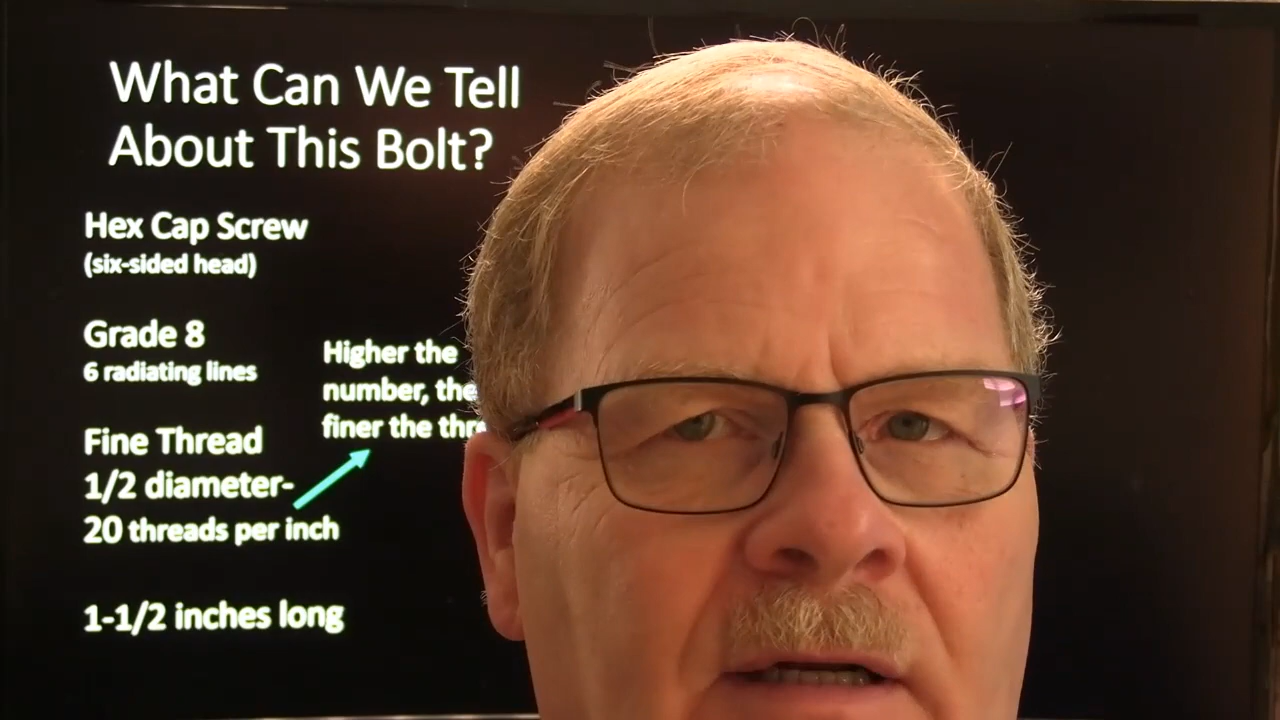 What Can We Tell
About This Bolt?
Hex Cap Screw
(six-sided head)
Grade 8
6 radiating lines
Higher the
number, the
finer the
Fine Thread
1/2 diameter-
20 threads per inch
1-1/2 inches long